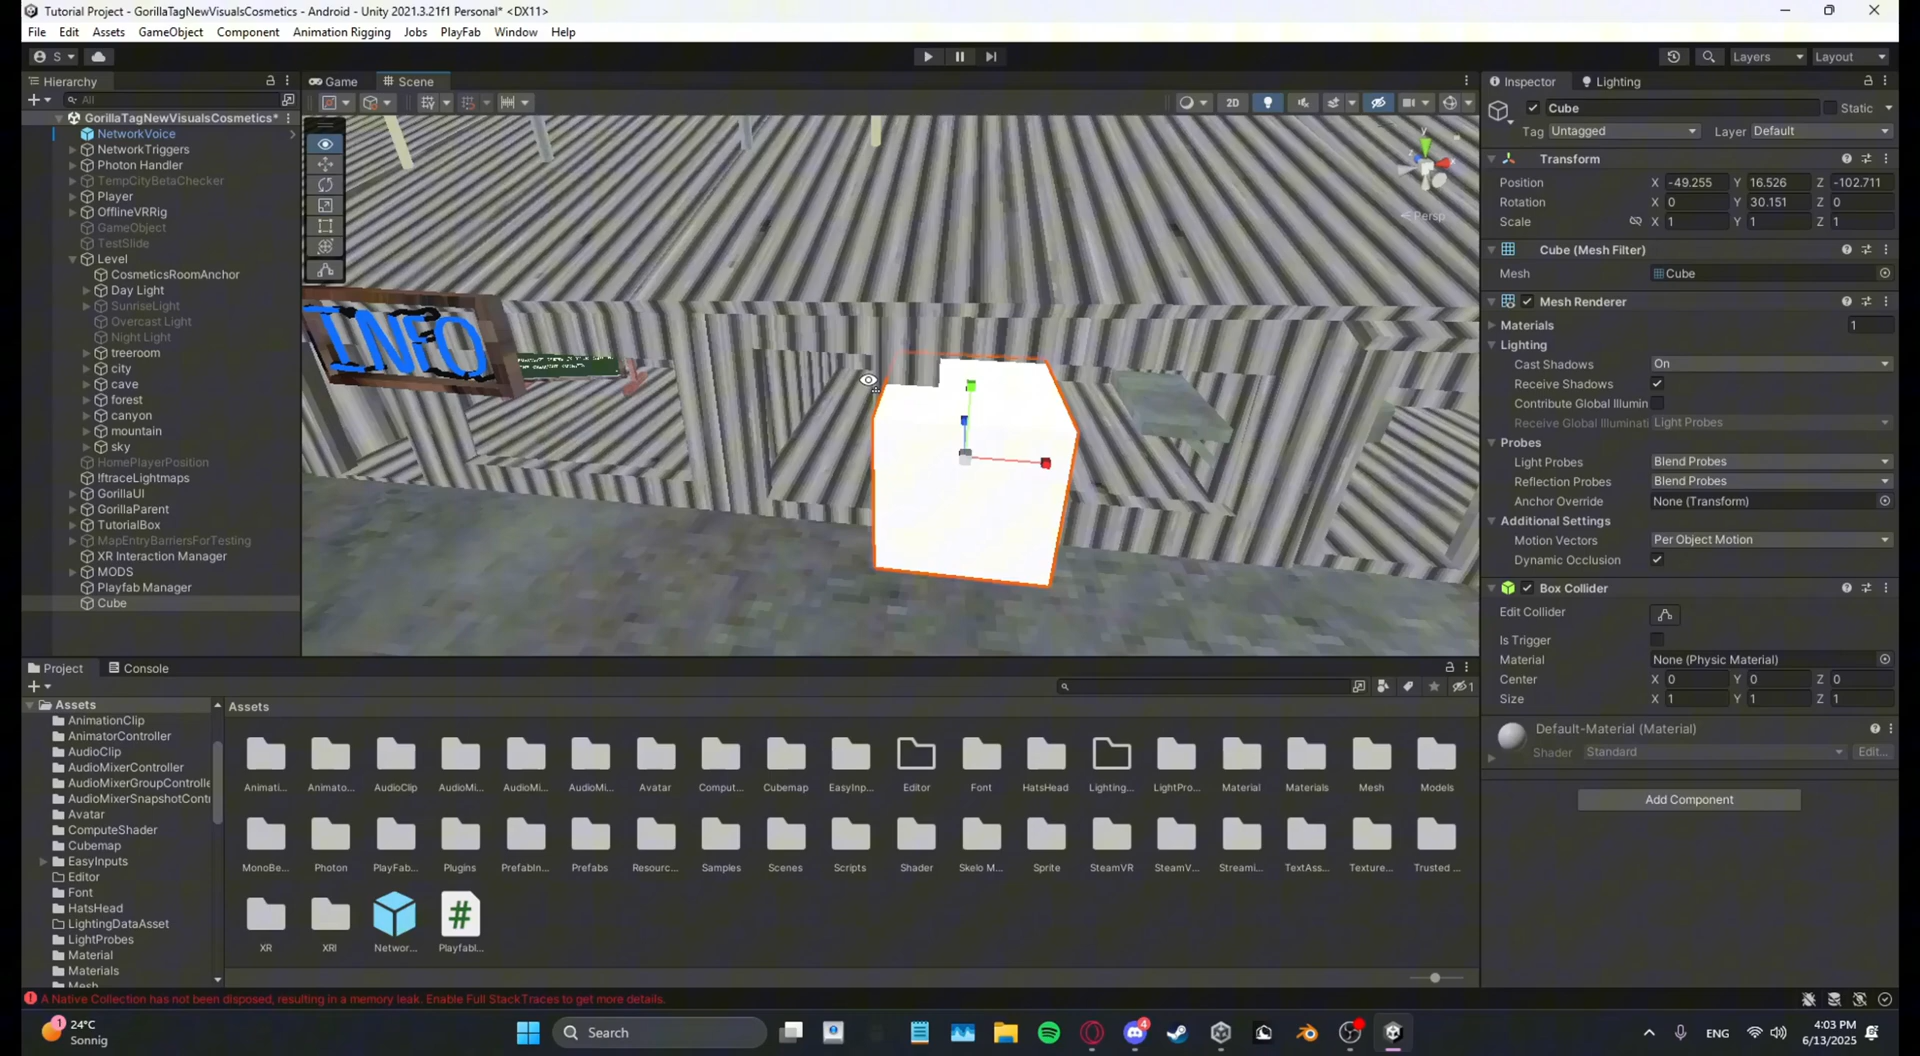 Tutorial Project - GorillaTagNewVisualsCosmetics - Android - Unity 2021.3.21f1 Personal* <DX11>
File Edit Assets GameObject Component Animation Rigging Jobs PlayFab Window Help
S Layers Layout
Hierarchy
All
GorillaTagNewVisualsCosmetics*
NetworkVoice
NetworkTriggers
Photon Handler
TempCityBetaChecker
Player
OfflineVRRig
GameObject
TestSlide
Level
CosmeticsRoomAnchor
Day Light
SunriseLight
Overcast Light
Night Light
treeroom
city
cave
forest
canyon
mountain
sky
HomePlayerPosition
!ftraceLightmaps
GorillaUI
GorillaParent
TutorialBox
MapEntryBarriersForTesting
XR Interaction Manager
MODS
Playfab Manager
Cube
Game Scene
2D
y
x
z
Persp
INFO
Inspector Lighting
Cube Static
Tag Untagged Layer Default
Transform
Position X -49.255 Y 16.526 Z -102.711
Rotation X 0 Y 30.151 Z 0
Scale X 1 Y 1 Z 1
Cube (Mesh Filter)
Mesh Cube
Mesh Renderer
Materials 1
Lighting
Cast Shadows On
Receive Shadows
Contribute Global Illumin
Receive Global Illuminati Light Probes
Probes
Light Probes Blend Probes
Reflection Probes Blend Probes
Anchor Override None (Transform)
Additional Settings
Motion Vectors Per Object Motion
Dynamic Occlusion
Box Collider
Edit Collider
Is Trigger
Material None (Physic Material)
Center X 0 Y 0 Z 0
Size X 1 Y 1 Z 1
Default-Material (Material)
Shader Standard Edit...
Add Component
Project Console
1
Assets
AnimationClip
AnimatorController
AudioClip
AudioMixerController
AudioMixerGroupControlle
AudioMixerSnapshotContr
Avatar
ComputeShader
Cubemap
EasyInputs
Editor
Font
HatsHead
LightingDataAsset
LightProbes
Material
Materials
Mesh
Assets
Animati... Animato... AudioClip AudioMi... AudioMi... AudioMi... Avatar Comput... Cubemap EasyInp... Editor Font HatsHead Lighting... LightPro... Material Materials Mesh Models
MonoBe... Photon PlayFab... Plugins PrefabIn... Prefabs Resourc... Samples Scenes Scripts Shader Skelo M... Sprite SteamVR SteamV... Streami... TextAss... Texture... Trusted ...
XR XRI Networ... Playfabl...
A Native Collection has not been disposed, resulting in a memory leak. Enable Full StackTraces to get more details.
1
24°C
Sonnig
Search
4
ENG
4:03 PM
6/13/2025